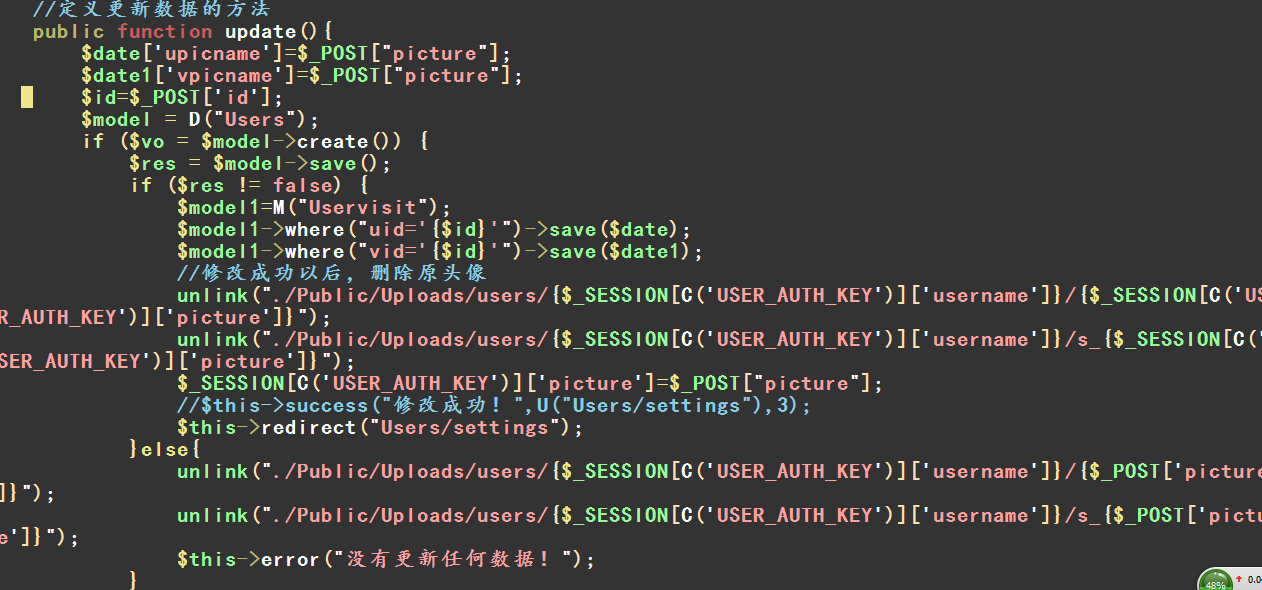 //定义更新数据的方法
public function update(){
$date['upicname']=$_POST["picture"];
$date1['vpicname']=$_POST["picture"];
$id=$_POST['id'];
$model = D("Users");
if ($vo = $model->create()) {
$res = $model->save();
if ($res != false) {
$model1=M("Uservisit");
$model1->where("uid='{$id}'")->save($date);
$model1->where("vid='{$id}'")->save($date1);
//修改成功以后，删除原头像
unlink("./Public/Uploads/users/{$_SESSION[C('USER_AUTH_KEY')]['username']}/{$_SESSION[C('US
R_AUTH_KEY')]['picture']}");
unlink("./Public/Uploads/users/{$_SESSION[C('USER_AUTH_KEY')]['username']}/s_{$_SESSION[C('
SER_AUTH_KEY')]['picture']}");
$_SESSION[C('USER_AUTH_KEY')]['picture']=$_POST["picture"];
//$this->success("修改成功！",U("Users/settings"),3);
$this->redirect("Users/settings");
}else{
unlink("./Public/Uploads/users/{$_SESSION[C('USER_AUTH_KEY')]['username']}/{$_POST['picture
]}");
unlink("./Public/Uploads/users/{$_SESSION[C('USER_AUTH_KEY')]['username']}/s_{$_POST['pictu
e']}");
$this->error("没有更新任何数据！");
}
48% 0.0